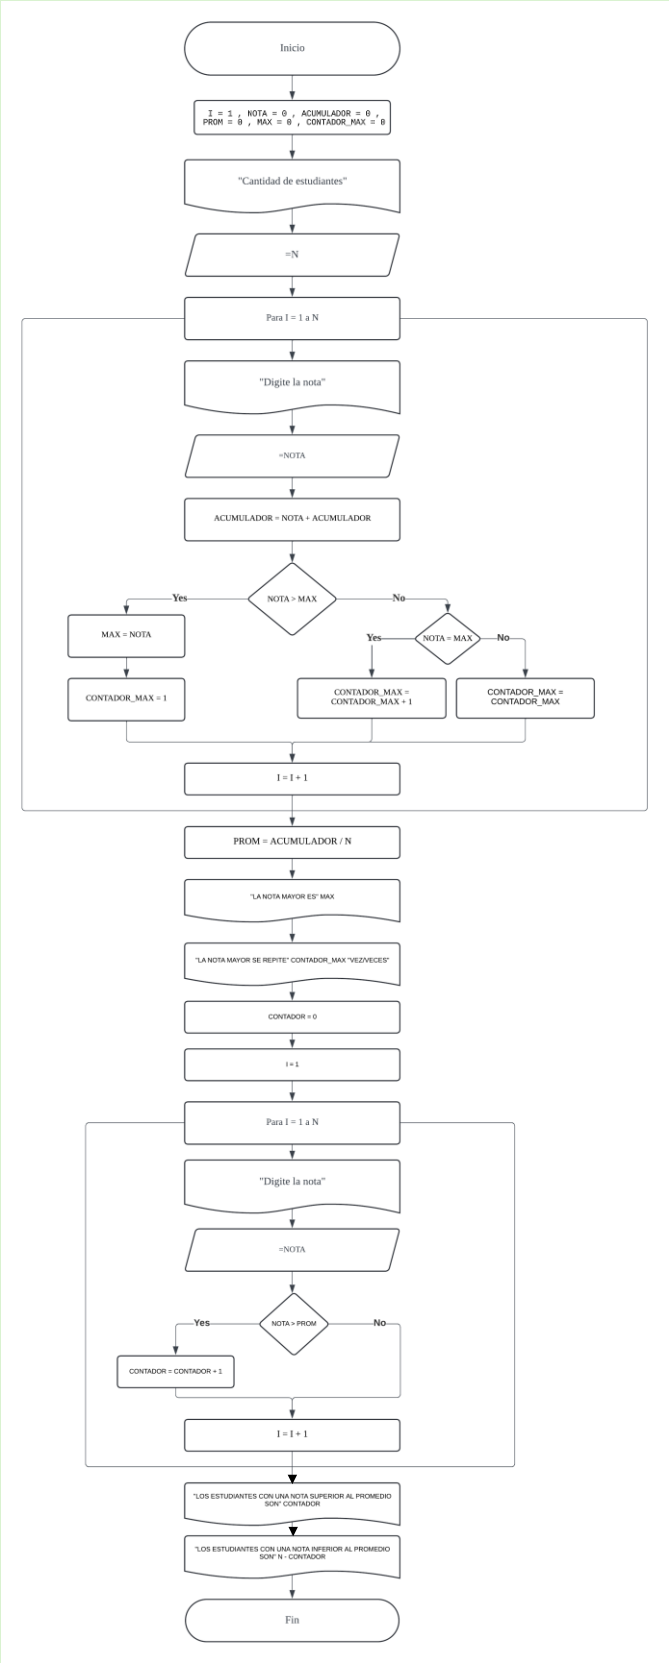 Inicio
I = 1 , NOTA = 0 , ACUMULADOR = 0 ,
PROM = 0 , MAX = 0 , CONTADOR_MAX = 0
"Cantidad de estudiantes"
=N
Para I = 1 a N
"Digite la nota"
=NOTA
ACUMULADOR = NOTA + ACUMULADOR
NOTA > MAX
Yes
No
MAX = NOTA
NOTA = MAX
Yes
No
CONTADOR_MAX = 1
CONTADOR_MAX =
CONTADOR_MAX + 1
CONTADOR_MAX =
CONTADOR_MAX
I = I + 1
PROM = ACUMULADOR / N
"LA NOTA MAYOR ES" MAX
"LA NOTA MAYOR SE REPITE" CONTADOR_MAX "VEZ/VECES"
CONTADOR = 0
I = 1
Para I = 1 a N
"Digite la nota"
=NOTA
NOTA > PROM
Yes
No
CONTADOR = CONTADOR + 1
I = I + 1
"LOS ESTUDIANTES CON UNA NOTA SUPERIOR AL PROMEDIO
SON" CONTADOR
"LOS ESTUDIANTES CON UNA NOTA INFERIOR AL PROMEDIO
SON" N - CONTADOR
Fin